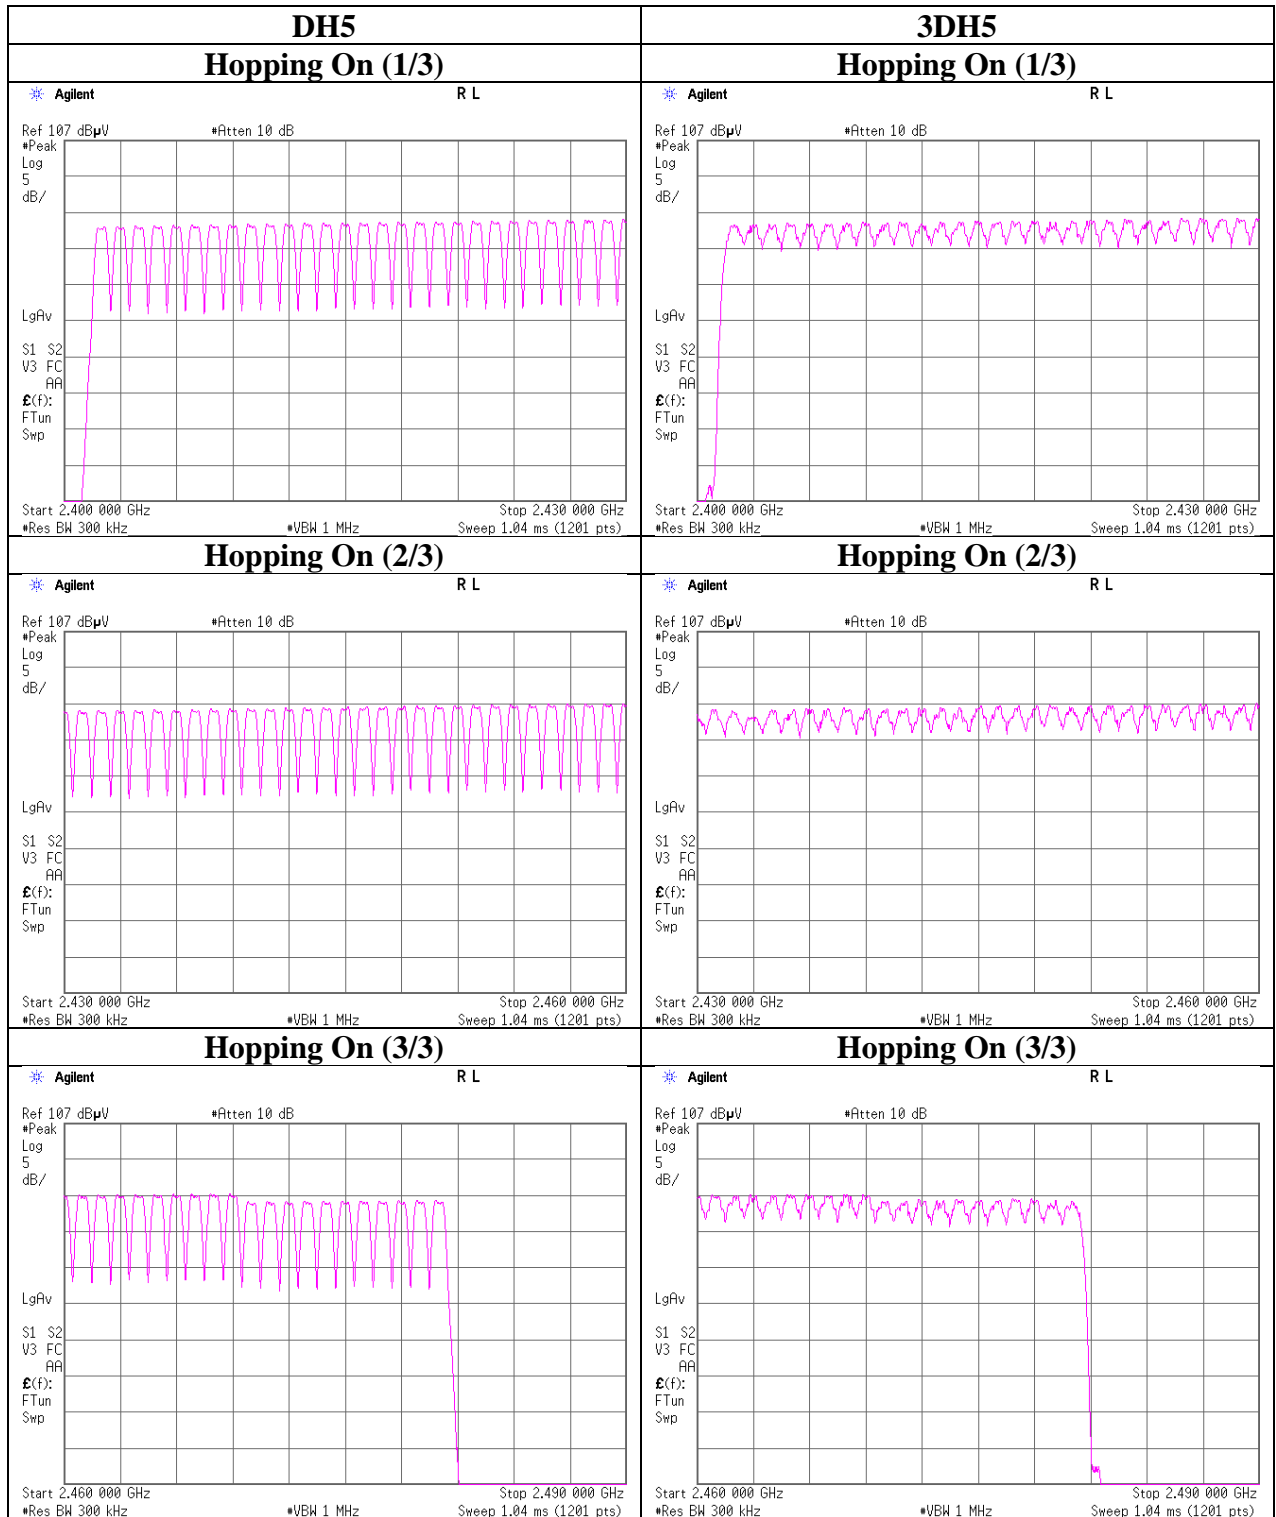 DH5
3DH5
Hopping On (1/3)
Hopping On (1/3)
Agilent R L
Ref 107 dBµV #Atten 10 dB
#Peak
Log
5
dB/
LgAv
S1 S2
V3 FC
AA
£(f):
FTun
Swp
Start 2.400 000 GHz Stop 2.430 000 GHz
#Res BW 300 kHz #VBW 1 MHz Sweep 1.04 ms (1201 pts)
Agilent R L
Ref 107 dBµV #Atten 10 dB
#Peak
Log
5
dB/
LgAv
S1 S2
V3 FC
AA
£(f):
FTun
Swp
Start 2.400 000 GHz Stop 2.430 000 GHz
#Res BW 300 kHz #VBW 1 MHz Sweep 1.04 ms (1201 pts)
Hopping On (2/3)
Hopping On (2/3)
Agilent R L
Ref 107 dBµV #Atten 10 dB
#Peak
Log
5
dB/
LgAv
S1 S2
V3 FC
AA
£(f):
FTun
Swp
Start 2.430 000 GHz Stop 2.460 000 GHz
#Res BW 300 kHz #VBW 1 MHz Sweep 1.04 ms (1201 pts)
Agilent R L
Ref 107 dBµV #Atten 10 dB
#Peak
Log
5
dB/
LgAv
S1 S2
V3 FC
AA
£(f):
FTun
Swp
Start 2.430 000 GHz Stop 2.460 000 GHz
#Res BW 300 kHz #VBW 1 MHz Sweep 1.04 ms (1201 pts)
Hopping On (3/3)
Hopping On (3/3)
Agilent R L
Ref 107 dBµV #Atten 10 dB
#Peak
Log
5
dB/
LgAv
S1 S2
V3 FC
AA
£(f):
FTun
Swp
Start 2.460 000 GHz Stop 2.490 000 GHz
#Res BW 300 kHz #VBW 1 MHz Sweep 1.04 ms (1201 pts)
Agilent R L
Ref 107 dBµV #Atten 10 dB
#Peak
Log
5
dB/
LgAv
S1 S2
V3 FC
AA
£(f):
FTun
Swp
Start 2.460 000 GHz Stop 2.490 000 GHz
#Res BW 300 kHz #VBW 1 MHz Sweep 1.04 ms (1201 pts)